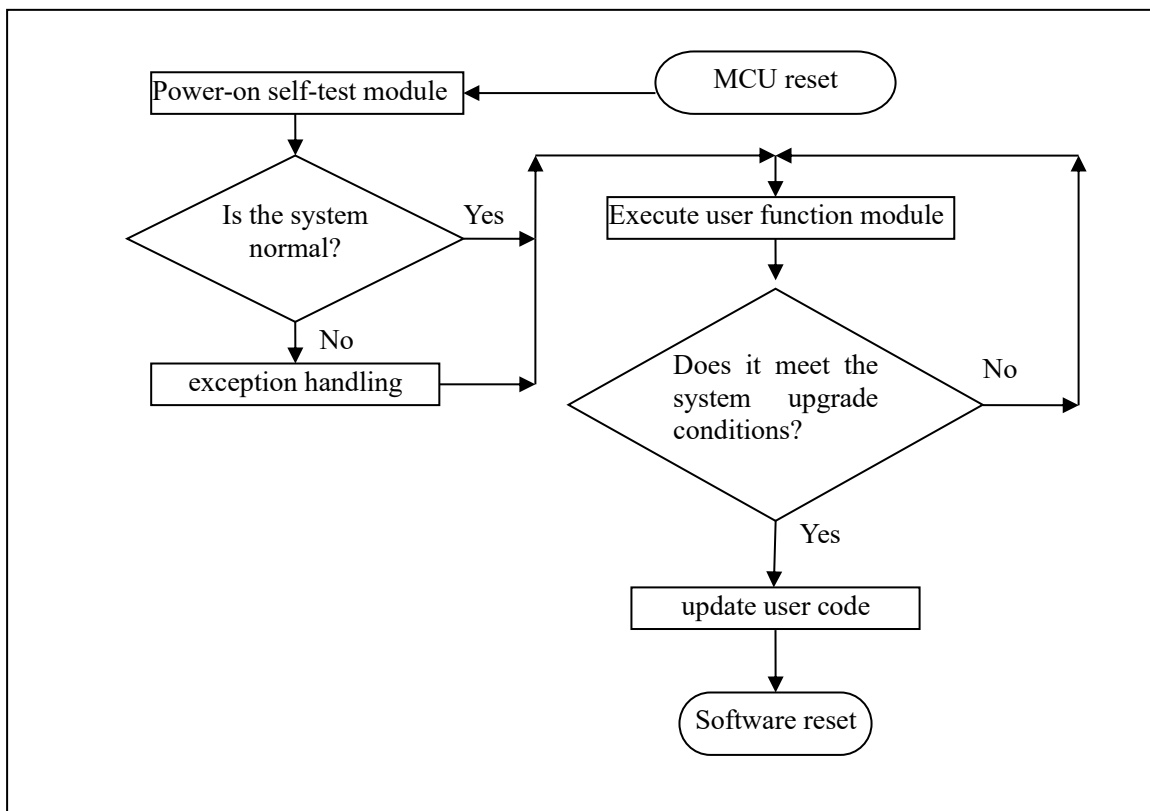 MCU reset
Power-on self-test module
Is the system
normal?
Yes
No
exception handling
Execute user function module
Does it meet the
system upgrade
conditions?
No
Yes
update user code
Software reset